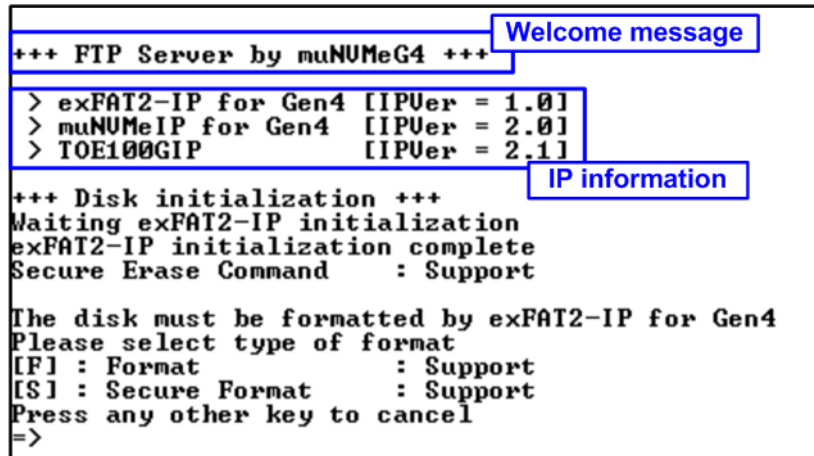 Welcome message
+++ FTP Server by muNVMeG4 +++
> exFAT2-IP for Gen4 [IPVer = 1.0]
> muNVMeIP for Gen4 [IPVer = 2.0]
> TOE100GIP [IPVer = 2.1]
IP information
+++ Disk initialization +++
Waiting exFAT2-IP initialization
exFAT2-IP initialization complete
Secure Erase Command : Support
The disk must be formatted by exFAT2-IP for Gen4
Please select type of format
[F] : Format : Support
[S] : Secure Format : Support
Press any other key to cancel
=>